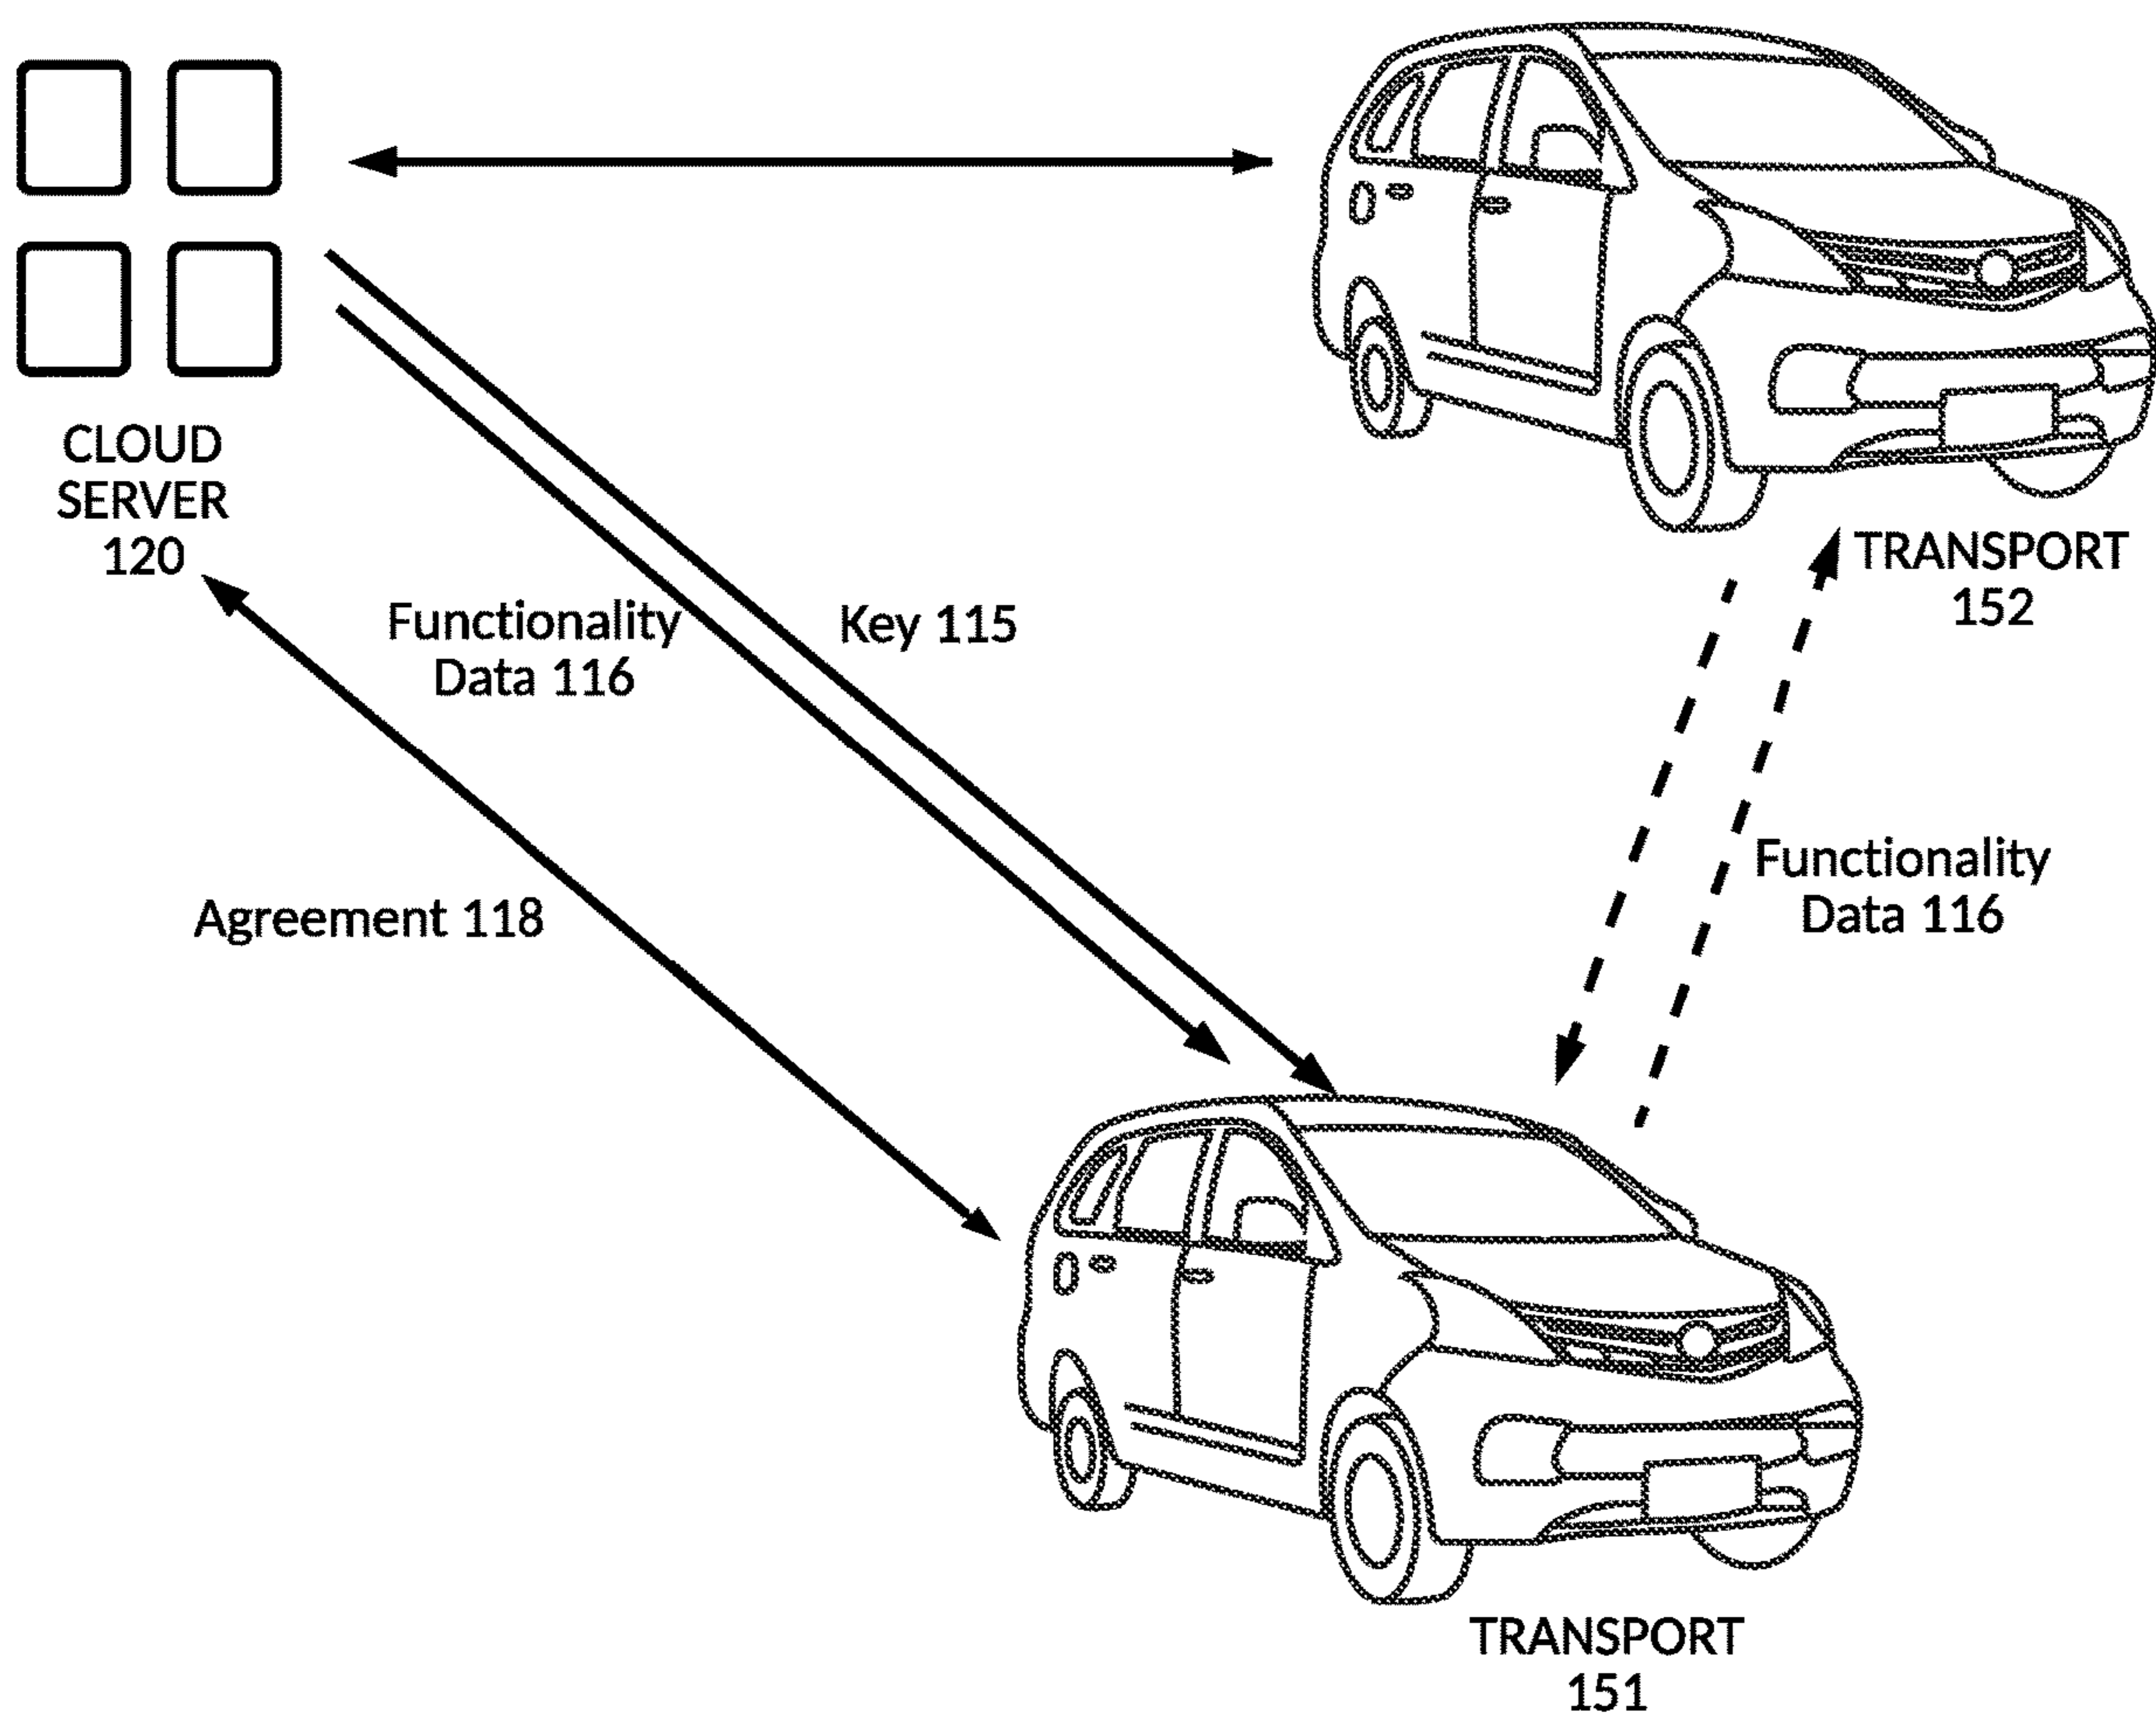 CLOUD
SERVER
120
TRANSPORT
152
Functionality
Data 116
Key 115
Functionality
Data 116
Agreement 118
TRANSPORT
151